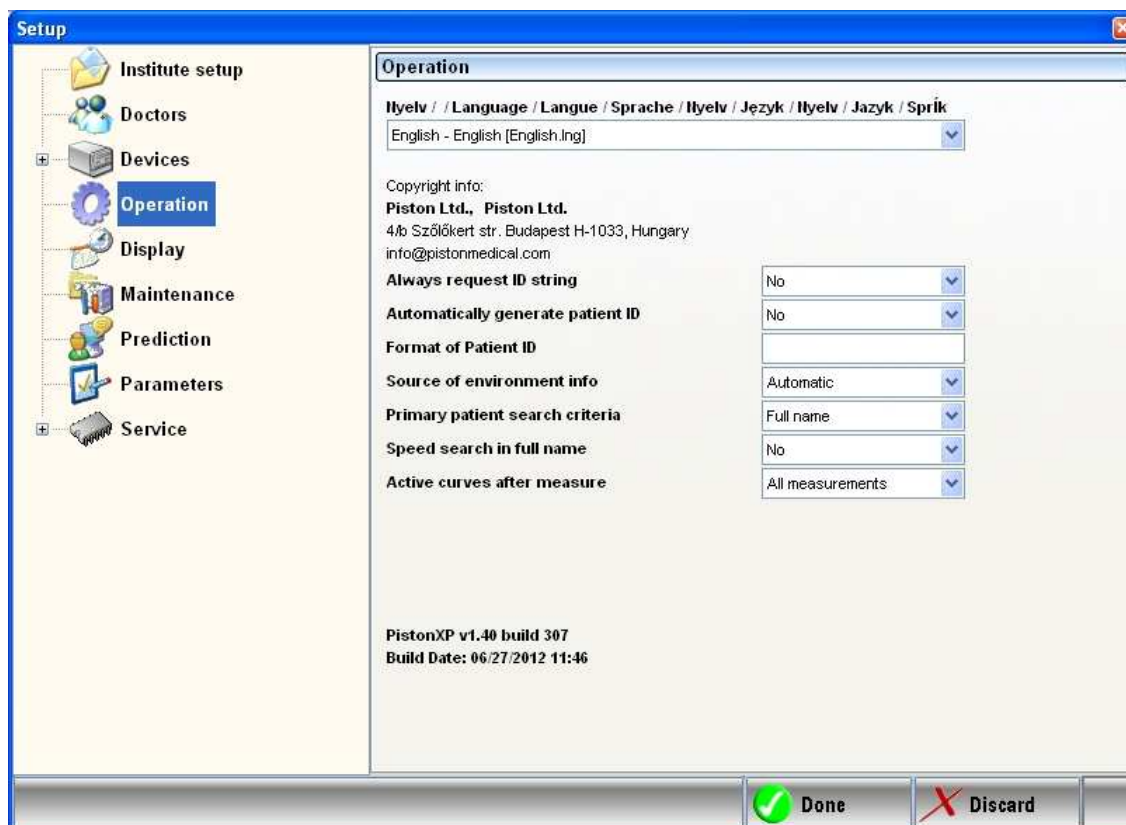 Setup
Institute setup
Doctors
Devices
Operation
Display
Maintenance
Prediction
Parameters
Service
Operation
Nyelv / /Language / Langue / Sprache / Nyelv / Język / Nyelv / Jazyk / SprÍk
English - English [English.lng]
Copyright info:
Piston Ltd., Piston Ltd.
4/b Szőlőkert str. Budapest H-1033, Hungary
info@pistonmedical.com
Always request ID string No
Automatically generate patient ID No
Format of Patient ID
Source of environment info Automatic
Primary patient search criteria Full name
Speed search in full name No
Active curves after measure All measurements
PistonXP v1.40 build 307
Build Date: 06/27/2012 11:46
Done Discard